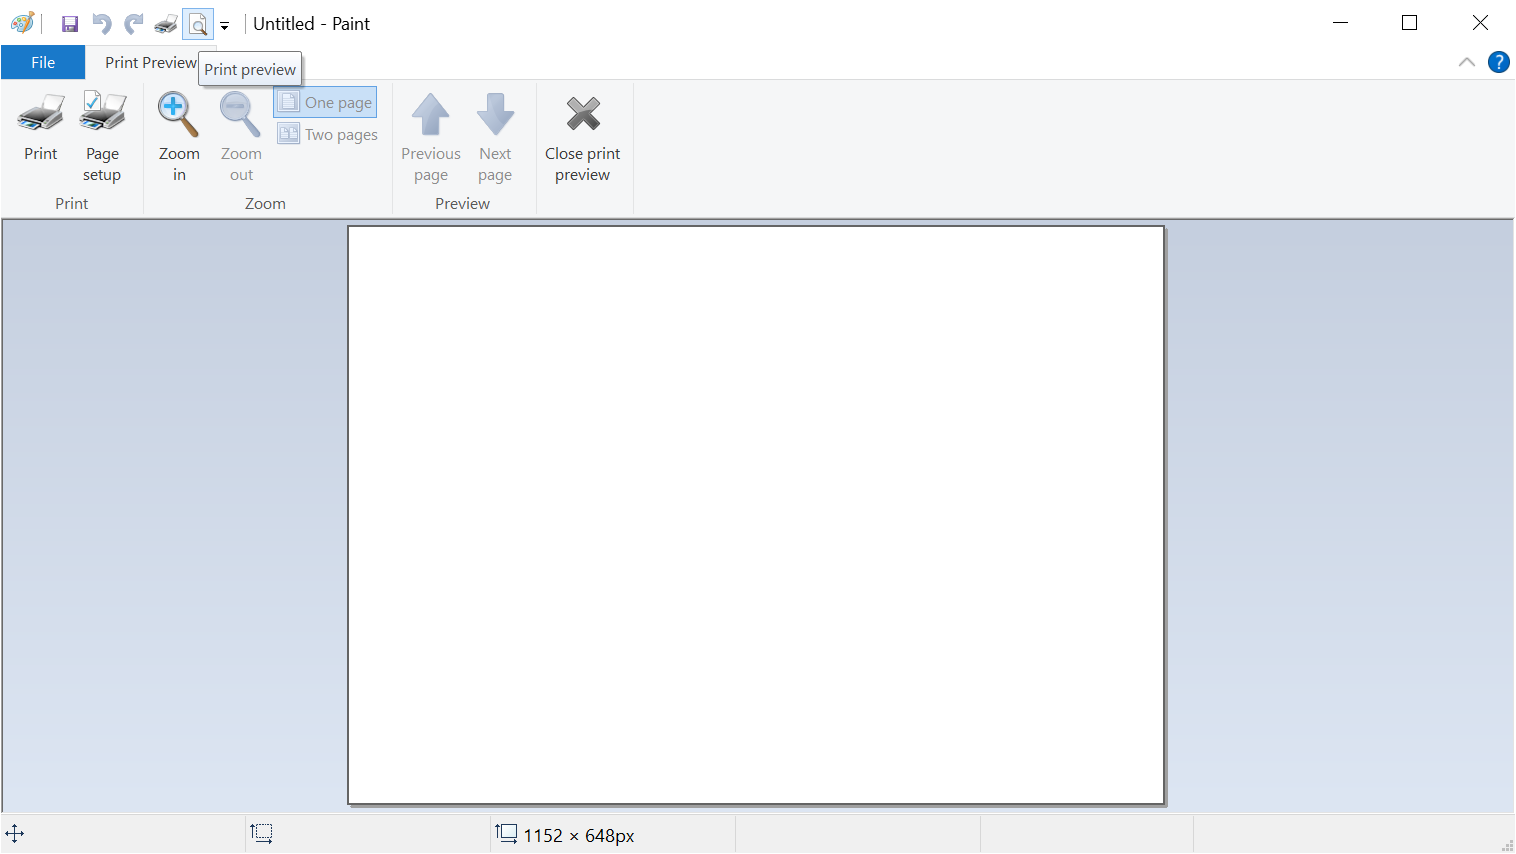 Untitled - Paint
File
Print Preview
Print preview
Print
Page setup
Print
Zoom in
Zoom out
One page
Two pages
Zoom
Previous page
Next page
Preview
Close print preview
?
1152 × 648px